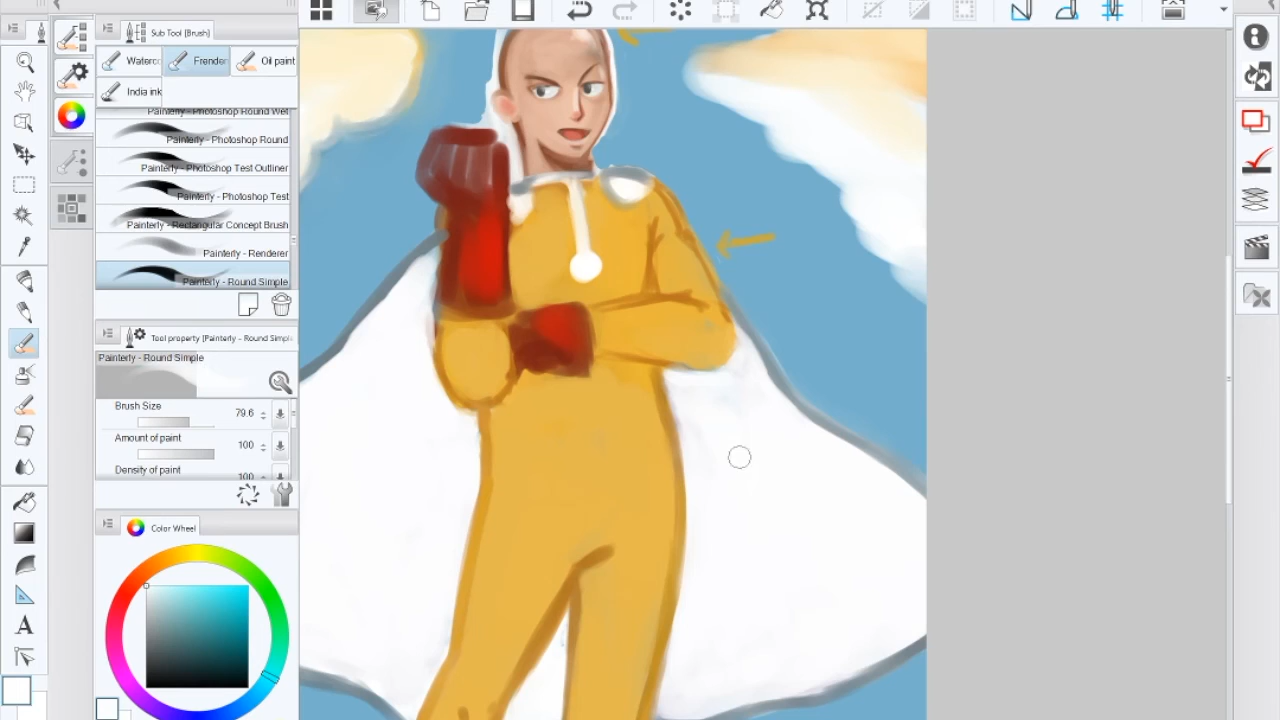 Sub Tool [Brush]
Waterc
Frender
Oil paint
India ink
Painterly - Photoshop Round Wet
Painterly - Photoshop Round
Painterly - Photoshop Test Outliner
Painterly - Photoshop Test
Painterly - Rectangular Concept Brush
Painterly - Renderer
Painterly - Round Simple
Tool property [Painterly - Round Simple
Painterly - Round Simple
Brush Size 79.6
Amount of paint 100
Density of paint 100
Color Wheel
A